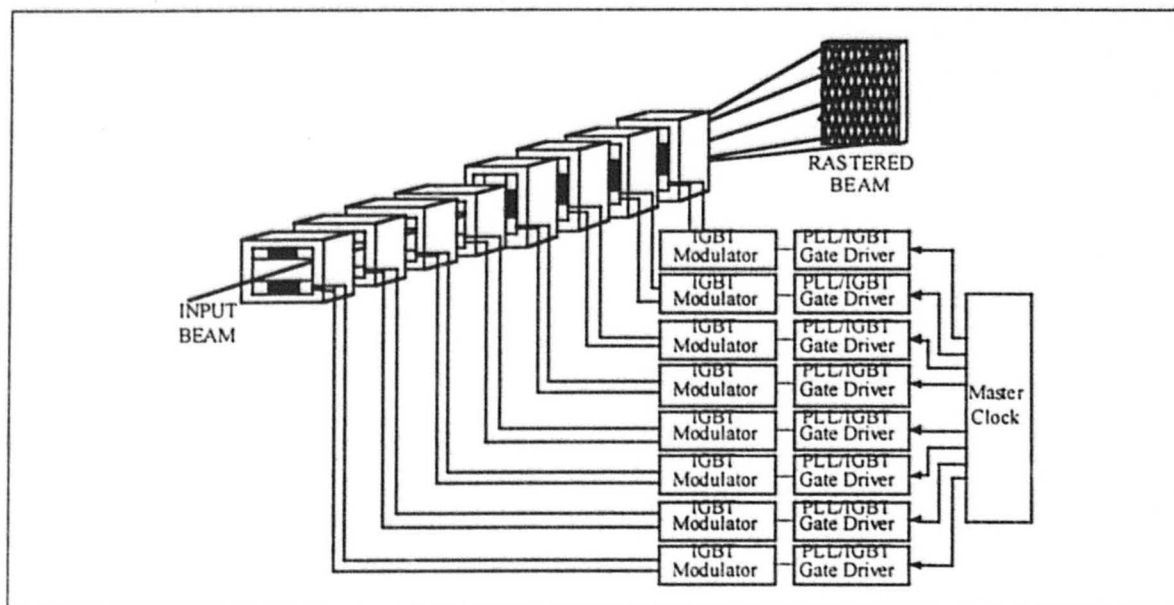 RASTERED
BEAM
INPUT
BEAM
IGBT
Modulator
PLL/IGBT
Gate Driver
IGBT
Modulator
PLL/IGBT
Gate Driver
IGBT
Modulator
PLL/IGBT
Gate Driver
IGBT
Modulator
PLL/IGBT
Gate Driver
IGBT
Modulator
PLL/IGBT
Gate Driver
IGBT
Modulator
PLL/IGBT
Gate Driver
IGBT
Modulator
PLL/IGBT
Gate Driver
IGBT
Modulator
PLL/IGBT
Gate Driver
Master
Clock